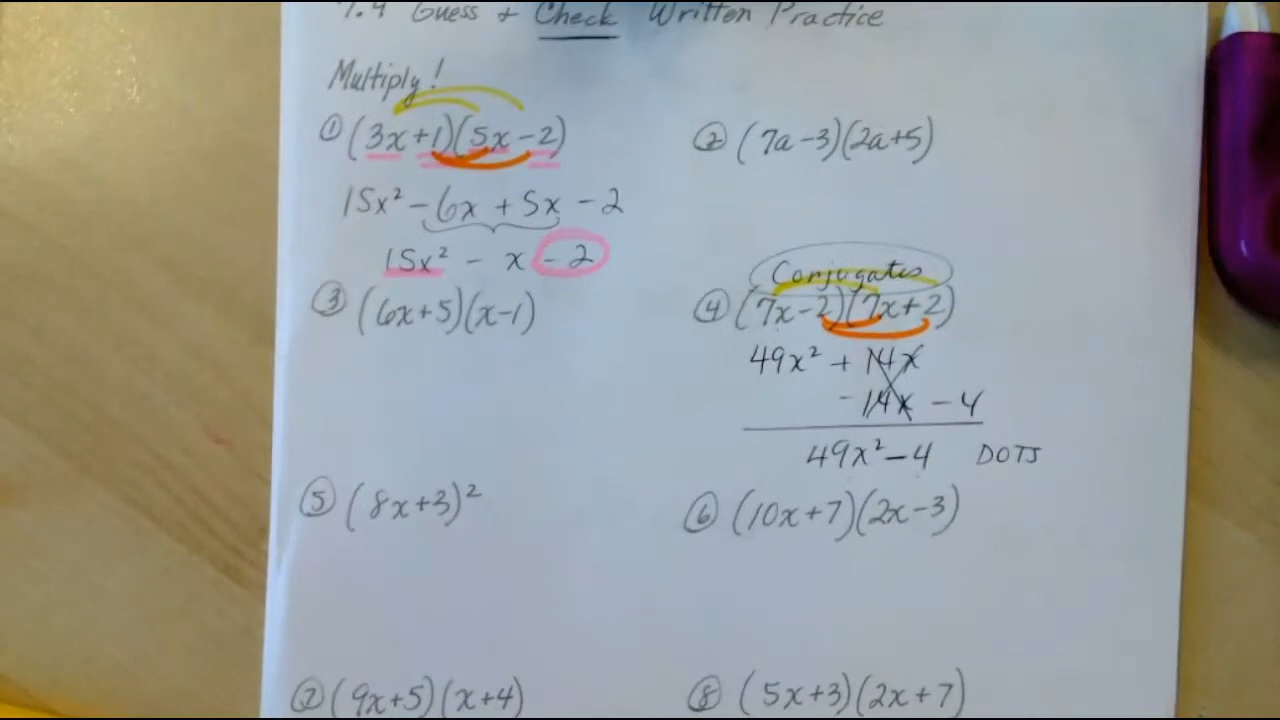 7.4 Guess + Check Written Practice
Multiply!
① (3x+1)(5x-2)
15x² - 6x + 5x - 2
15x² - x - 2
② (7a-3)(2a+5)
③ (6x+5)(x-1)
Conjugates
④ (7x-2)(7x+2)
49x² + 14x
- 14x - 4
49x² - 4 DOTS
⑤ (8x+3)²
⑥ (10x+7)(2x-3)
⑦ (9x+5)(x+4)
⑧ (5x+3)(2x+7)